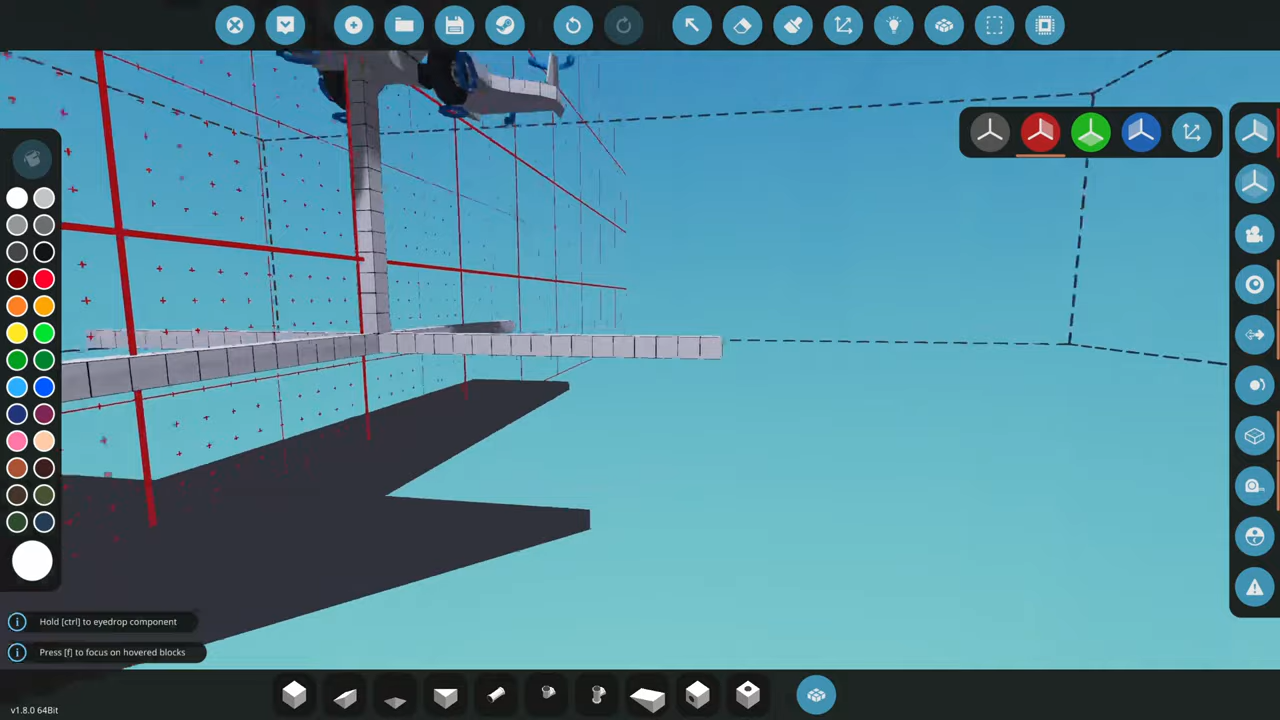 Hold [ctrl] to eyedrop component
Press [f] to focus on hovered blocks
v1.8.0 64Bit